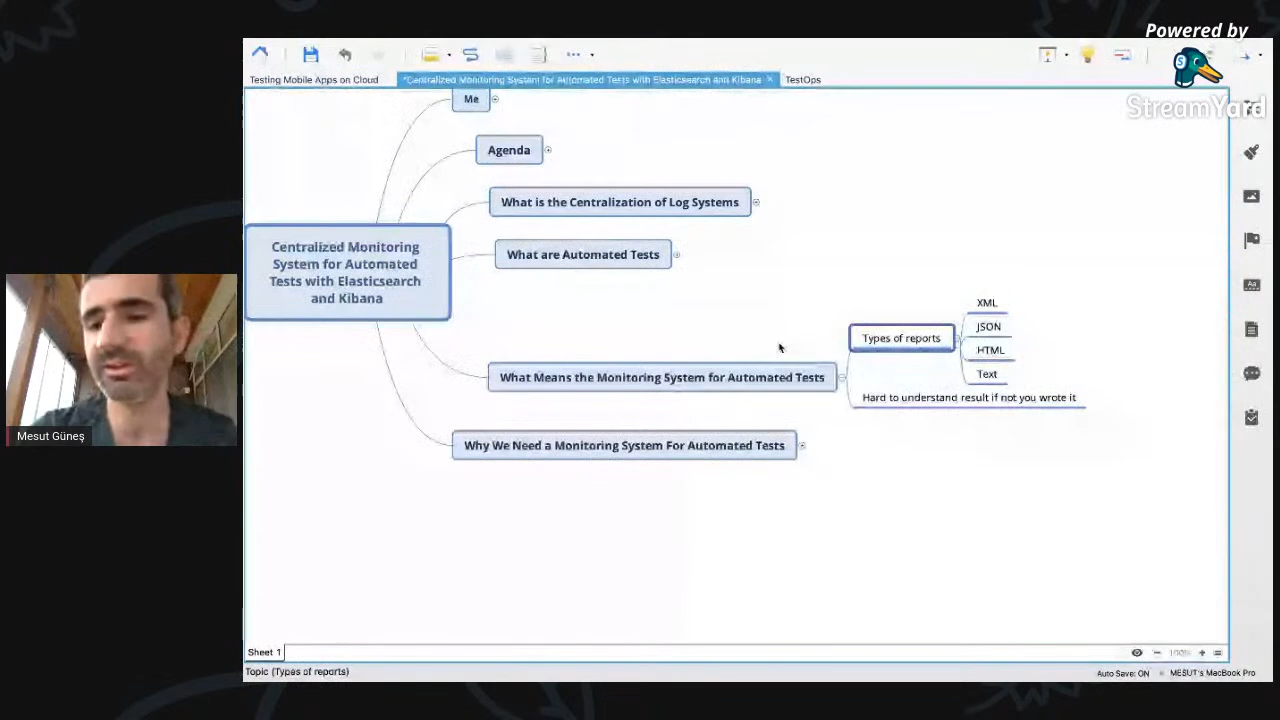 Powered by
StreamYard
Testing Mobile Apps on Cloud
*Centralized Monitoring System for Automated Tests with Elasticsearch and Kibana
TestOps
Me
Agenda
What is the Centralization of Log Systems
What are Automated Tests
Centralized Monitoring
System for Automated
Tests with Elasticsearch
and Kibana
XML
Types of reports
JSON
HTML
Text
What Means the Monitoring System for Automated Tests
Hard to understand result if not you wrote it
Why We Need a Monitoring System For Automated Tests
Mesut Güneş
Sheet 1
100%
Topic (Types of reports)
Auto Save: ON
MESUT's MacBook Pro